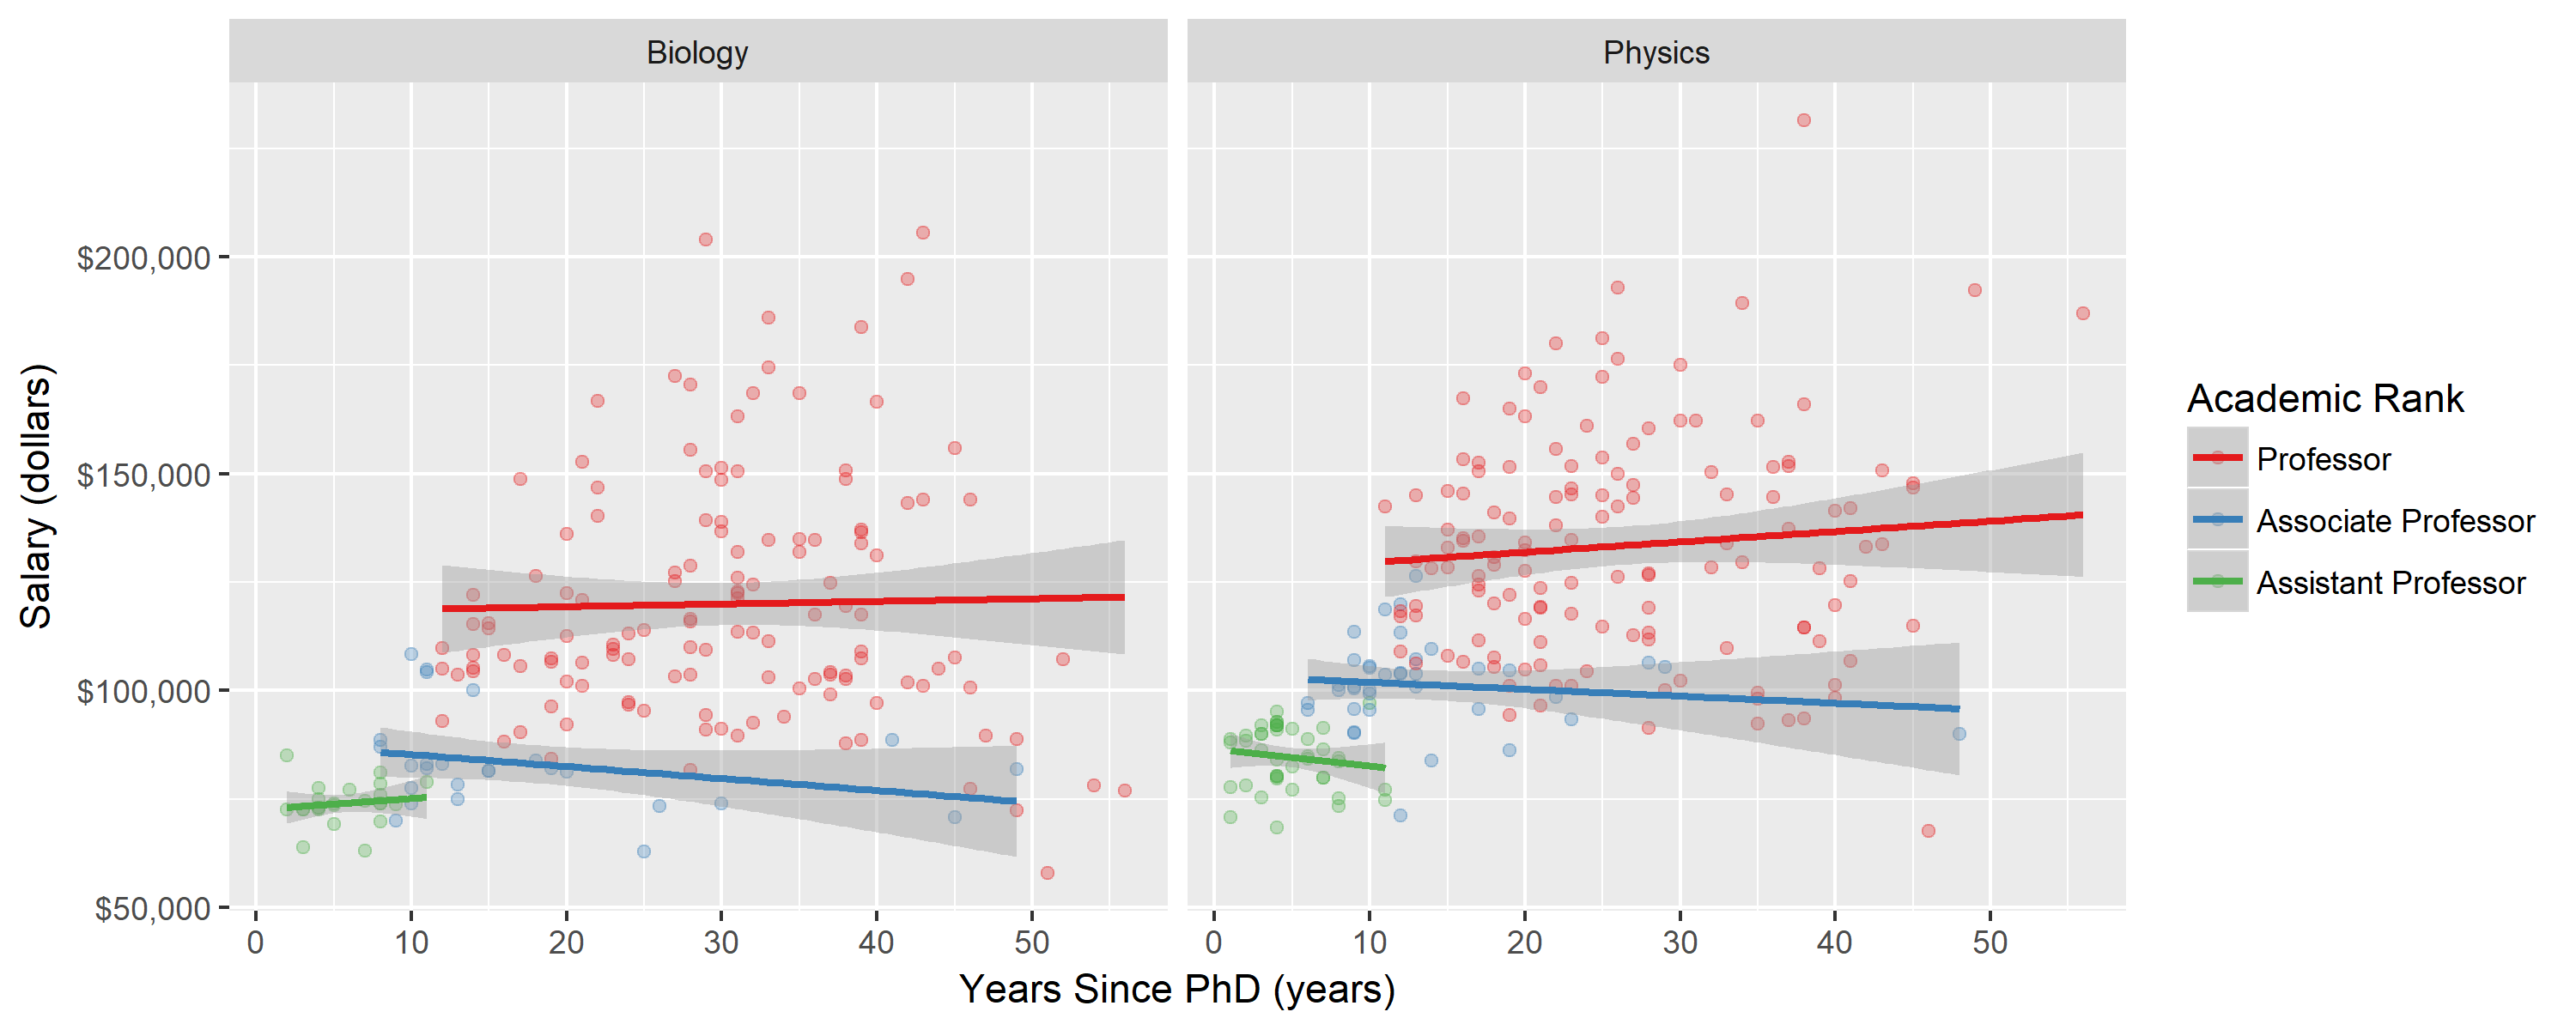 Biology
Physics
Salary (dollars)
$200,000
$150,000
$100,000
$50,000
0 10 20 30 40 50
0 10 20 30 40 50
Years Since PhD (years)
Academic Rank
Professor
Associate Professor
Assistant Professor